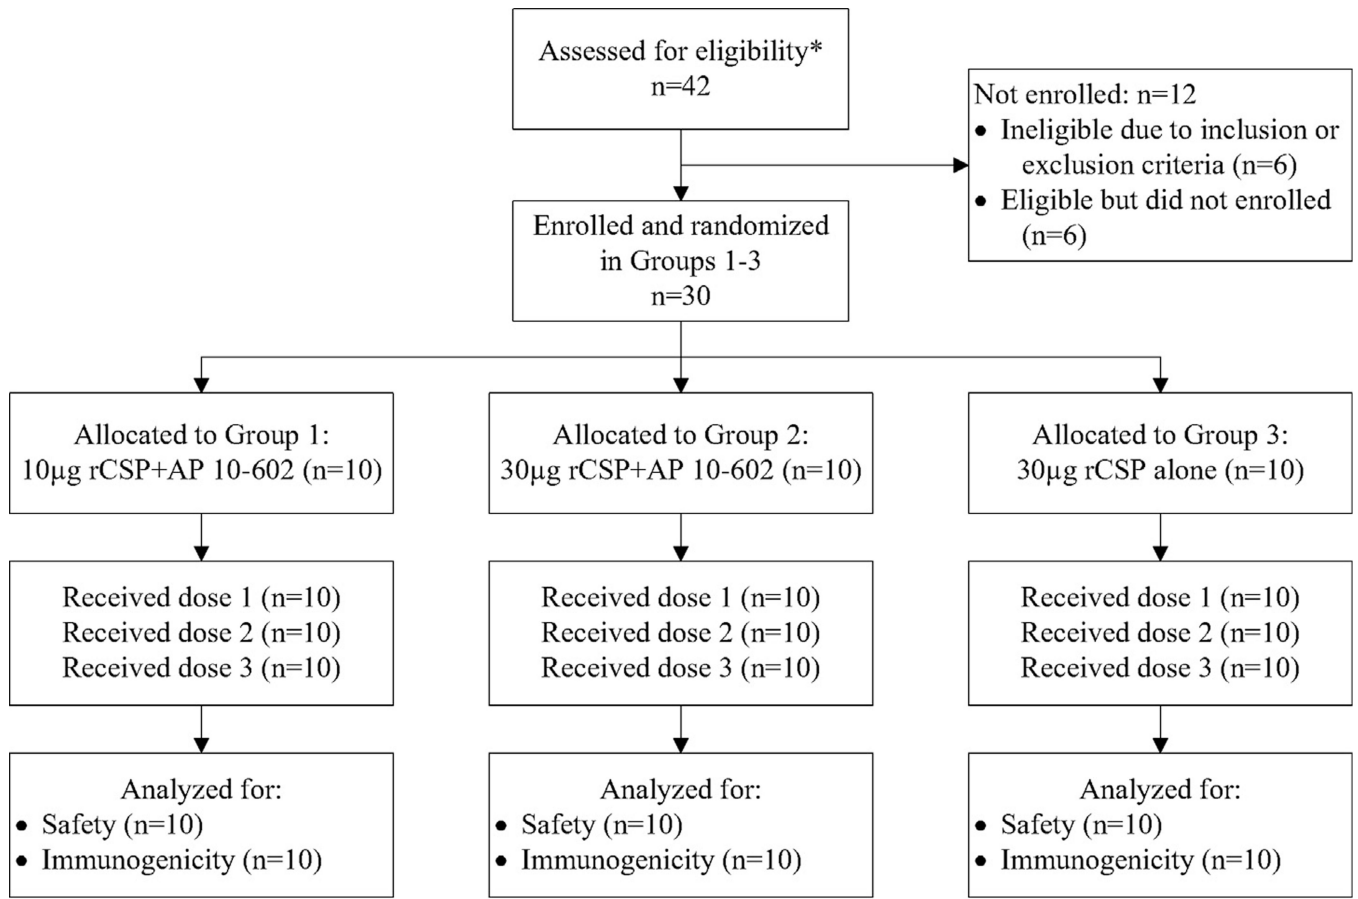 Assessed for eligibility*
n=42
Not enrolled: n=12
• Ineligible due to inclusion or
exclusion criteria (n=6)
• Eligible but did not enrolled
(n=6)
Enrolled and randomized
in Groups 1-3
n=30
Allocated to Group 1:
10µg rCSP+AP 10-602 (n=10)
Allocated to Group 2:
30µg rCSP+AP 10-602 (n=10)
Allocated to Group 3:
30µg rCSP alone (n=10)
Received dose 1 (n=10)
Received dose 2 (n=10)
Received dose 3 (n=10)
Received dose 1 (n=10)
Received dose 2 (n=10)
Received dose 3 (n=10)
Received dose 1 (n=10)
Received dose 2 (n=10)
Received dose 3 (n=10)
Analyzed for:
• Safety (n=10)
• Immunogenicity (n=10)
Analyzed for:
• Safety (n=10)
• Immunogenicity (n=10)
Analyzed for:
• Safety (n=10)
• Immunogenicity (n=10)